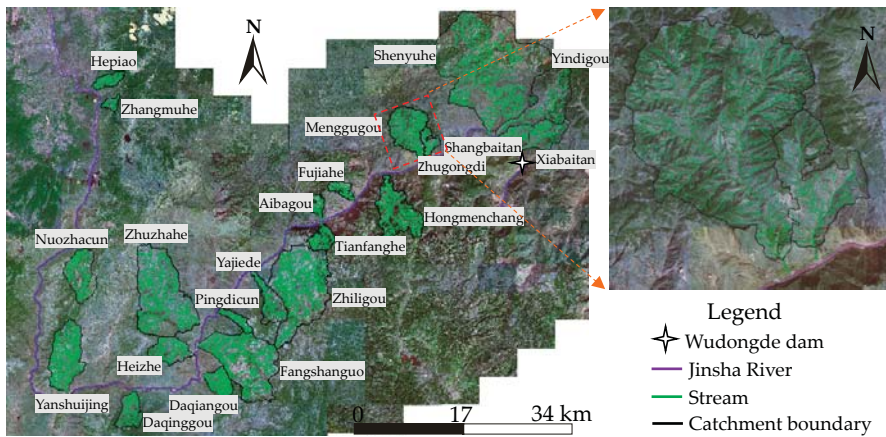 N
N
Shenyuhe
Yindigou
Hepiao
Zhangmuhe
Menggugou
Shangbaitan
Xiabaitan
Zhugongdi
Fujiahe
Aibagou
Hongmenchang
Nuozhacun
Zhuzhahe
Tianfanghe
Yajiede
Pingdicun
Zhiligou
Heizhe
Fangshanguo
Yanshuijing
Daqiangou
Daqinggou
0 17 34 km
Legend
Wudongde dam
Jinsha River
Stream
Catchment boundary